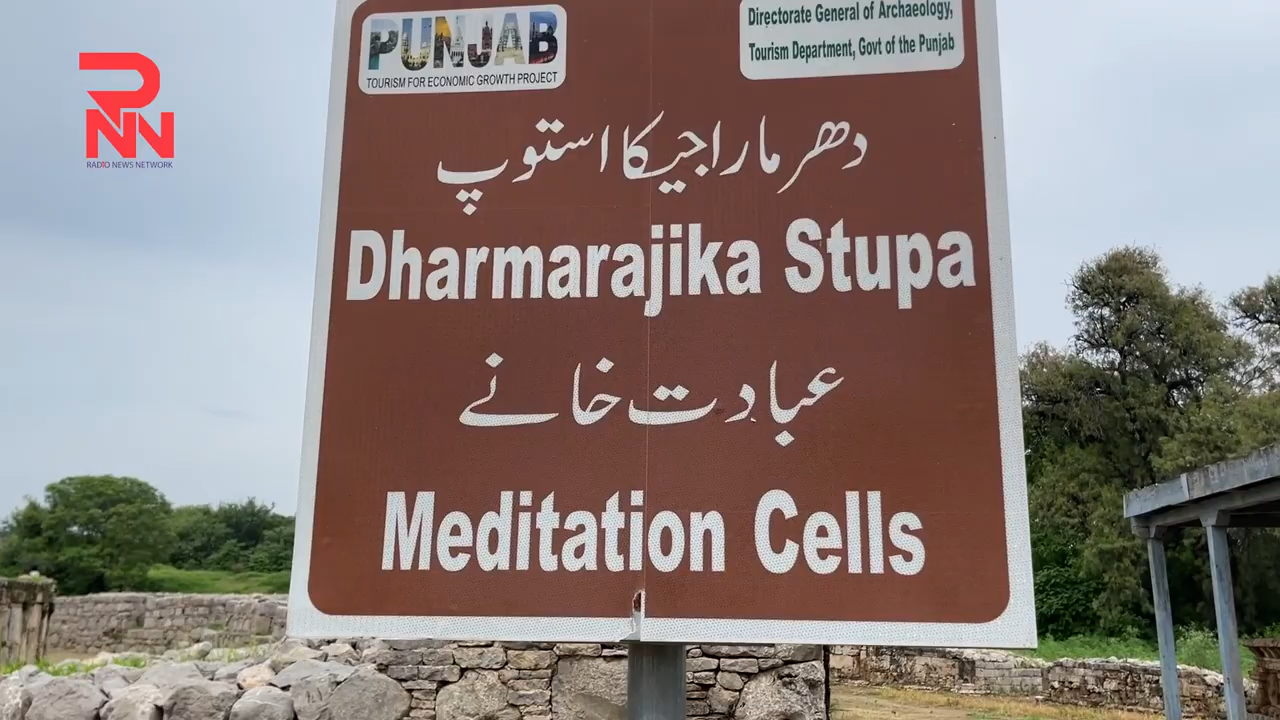 RNN
RADIO NEWS NETWORK
PUNJAB
TOURISM FOR ECONOMIC GROWTH PROJECT
Directorate General of Archaeology,
Tourism Department, Govt of the Punjab
دھرماراجیکا استوپ
Dharmarajika Stupa
عبادت خانے
Meditation Cells